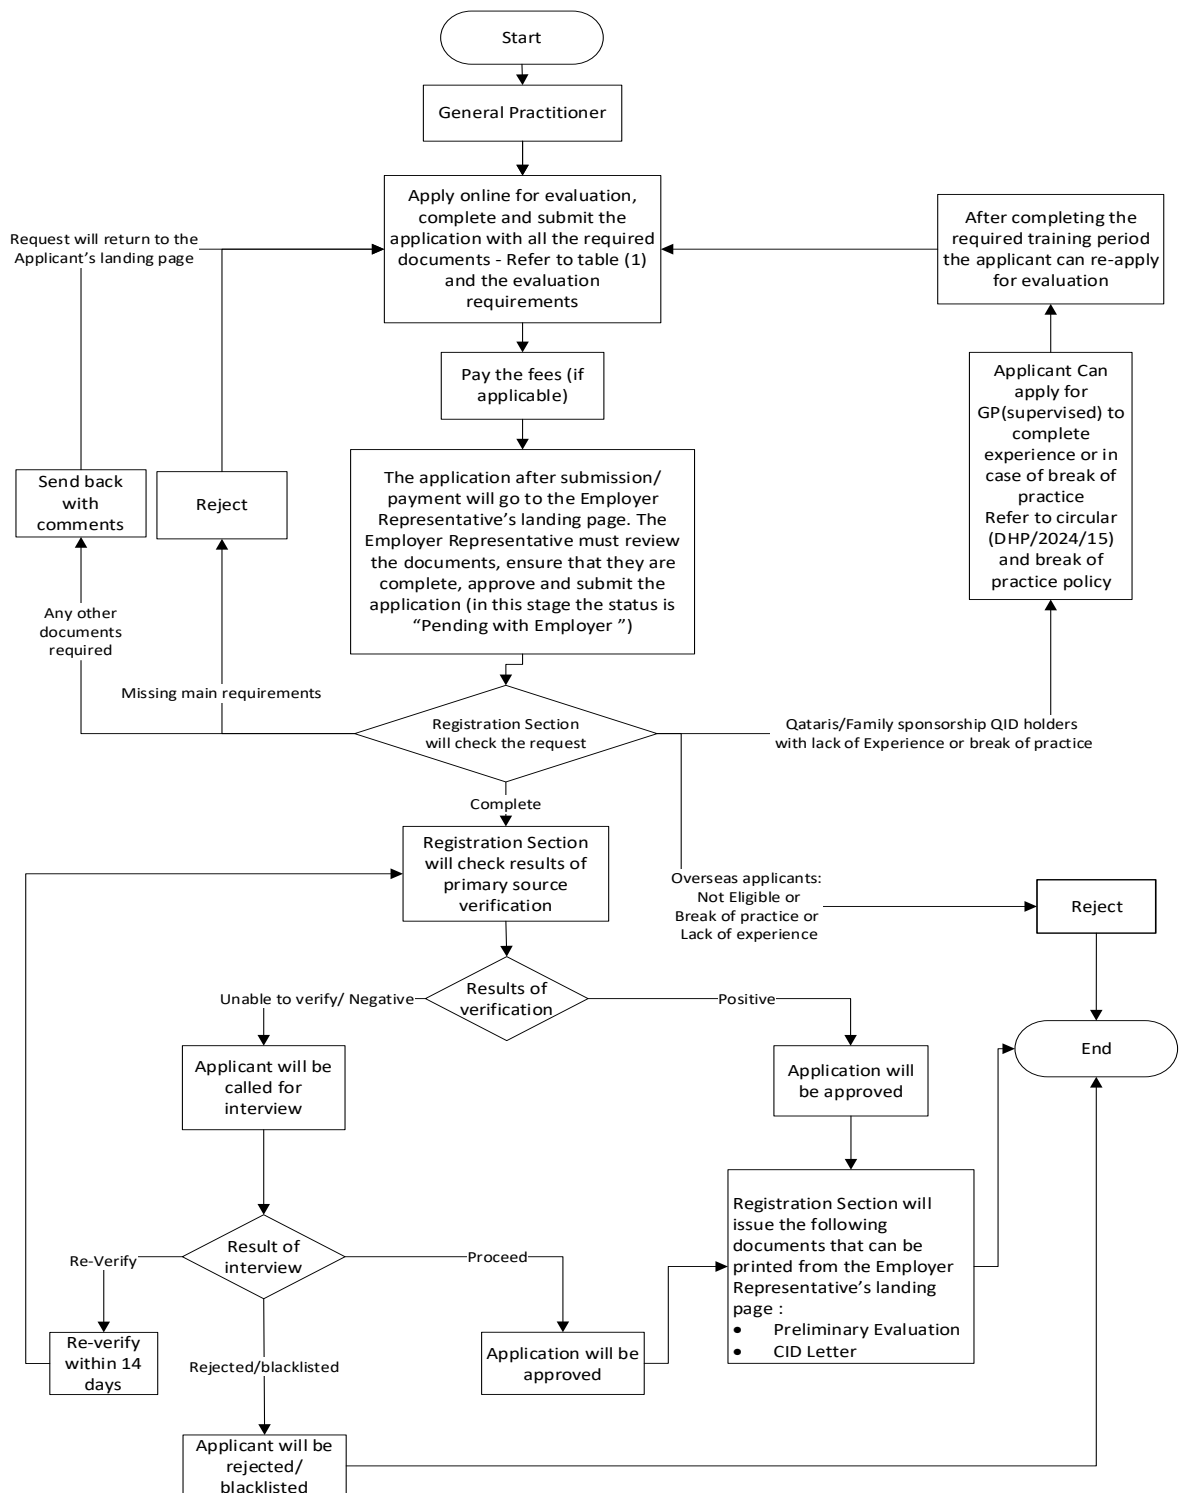 Start
General Practitioner
Apply online for evaluation,
complete and submit the
application with all the required
documents - Refer to table (1)
and the evaluation
requirements
After completing the
required training period
the applicant can re-apply
for evaluation
Request will return to the
Applicant’s landing page
Pay the fees (if
applicable)
Applicant Can
apply for
GP(supervised) to
complete
experience or in
case of break of
practice
Refer to circular
(DHP/2024/15)
and break of
practice policy
Send back
with
comments
Reject
The application after submission/
payment will go to the Employer
Representative’s landing page. The
Employer Representative must review
the documents, ensure that they are
complete, approve and submit the
application (in this stage the status is
“Pending with Employer ”)
Any other
documents
required
Missing main requirements
Registration Section
will check the request
Qataris/Family sponsorship QID holders
with lack of Experience or break of practice
Complete
Registration Section
will check results of
primary source
verification
Overseas applicants:
Not Eligible or
Break of practice or
Lack of experience
Reject
Results of
verification
Unable to verify/ Negative
Positive
Applicant will be
called for
interview
Application will
be approved
End
Registration Section will
issue the following
documents that can be
printed from the Employer
Representative’s landing
page :
• Preliminary Evaluation
• CID Letter
Result of
interview
Re-Verify
Proceed
Re-verify
within 14
days
Rejected/blacklisted
Application will be
approved
Applicant will be
rejected/
blacklisted